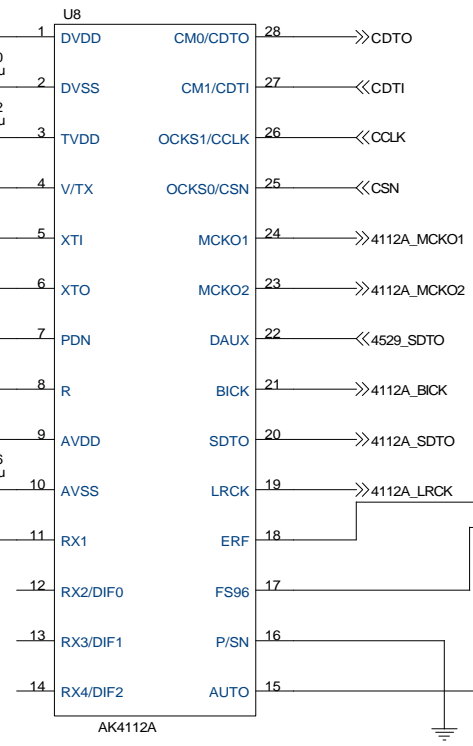 U8
1 DVDD CM0/CDTO 28 CDTO
0
u
2 DVSS CM1/CDTI 27 CDTI
2
u
3 TVDD OCKS1/CCLK 26 CCLK
4 V/TX OCKS0/CSN 25 CSN
5 XTI MCKO1 24 4112A_MCKO1
6 XTO MCKO2 23 4112A_MCKO2
7 PDN DAUX 22 4529_SDTO
8 R BICK 21 4112A_BICK
9 AVDD SDTO 20 4112A_SDTO
6
u
10 AVSS LRCK 19 4112A_LRCK
11 RX1 ERF 18
12 RX2/DIF0 FS96 17
13 RX3/DIF1 P/SN 16
14 RX4/DIF2 AUTO 15
AK4112A